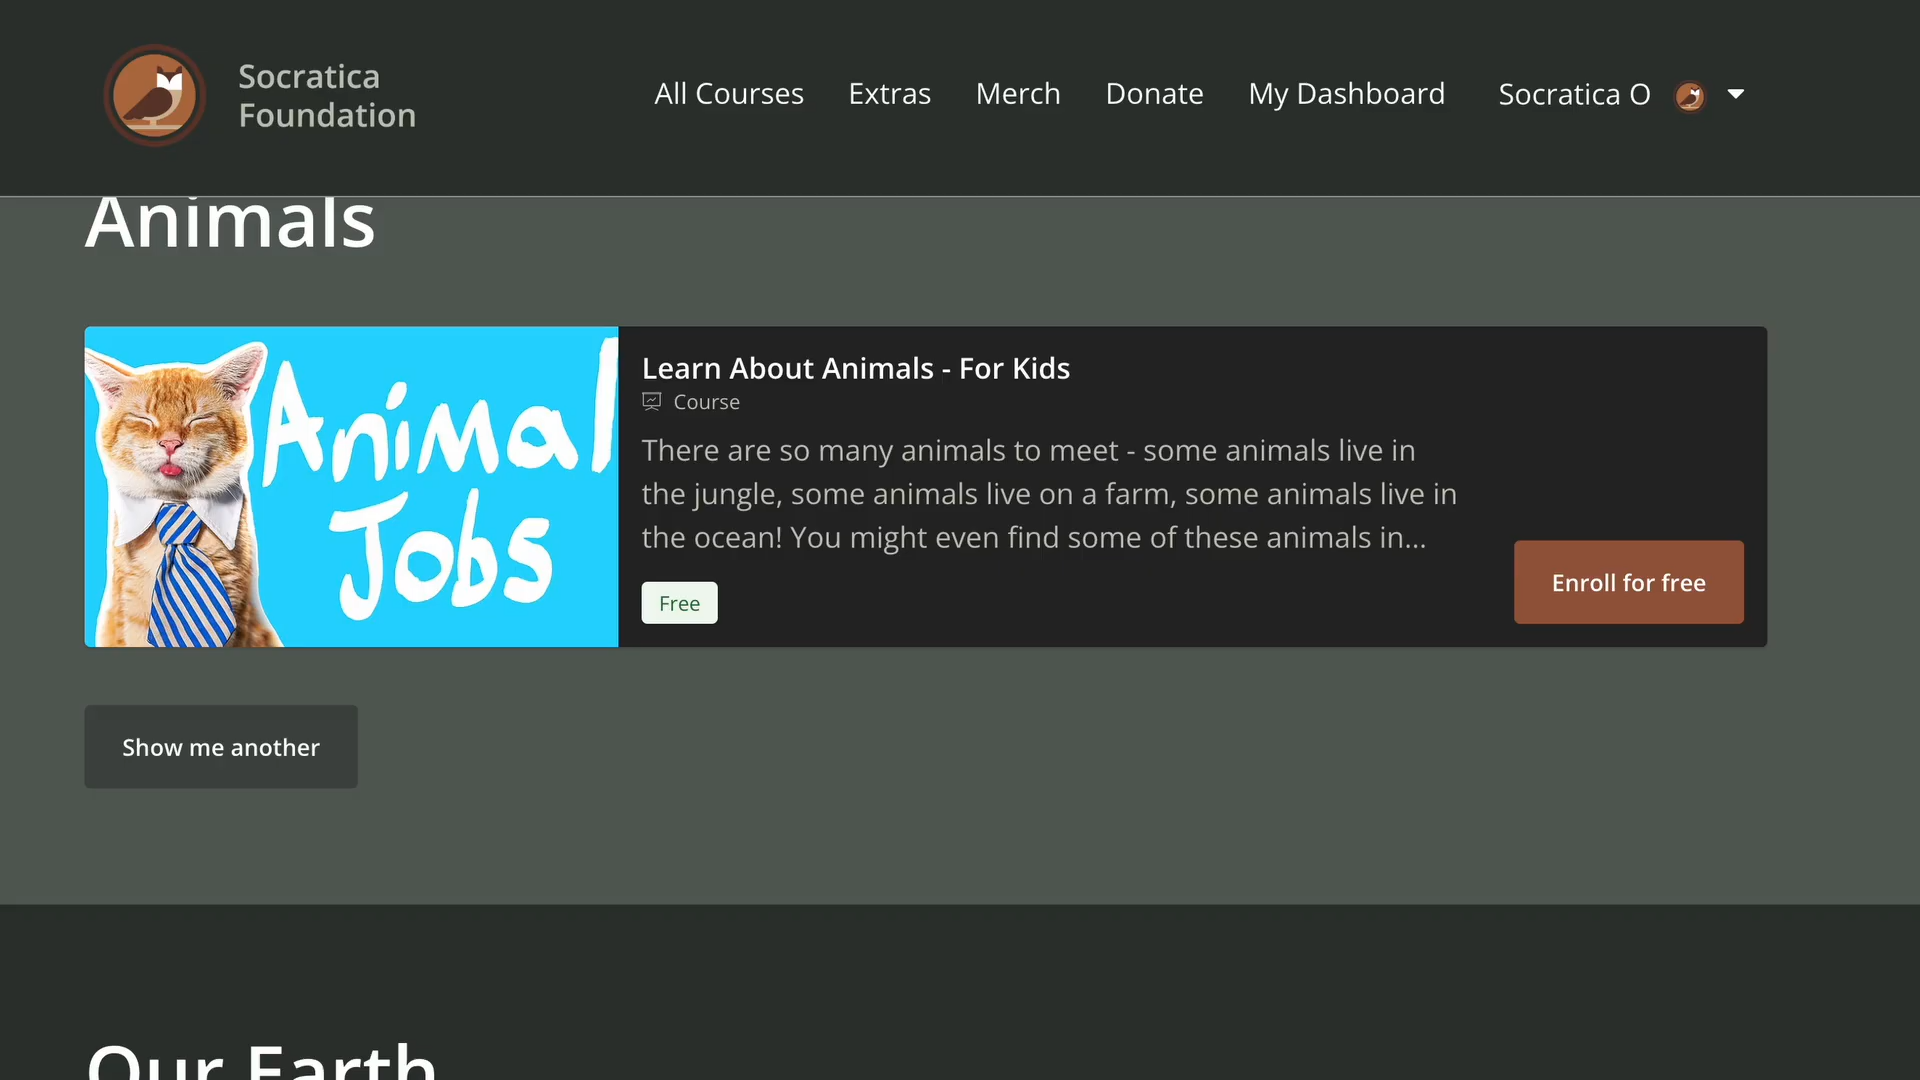 Socratica
Foundation
All Courses
Extras
Merch
Donate
My Dashboard
Socratica O
Animals
Animal
Jobs
Learn About Animals - For Kids
Course
There are so many animals to meet - some animals live in
the jungle, some animals live on a farm, some animals live in
the ocean! You might even find some of these animals in...
Free
Enroll for free
Show me another
Our Earth